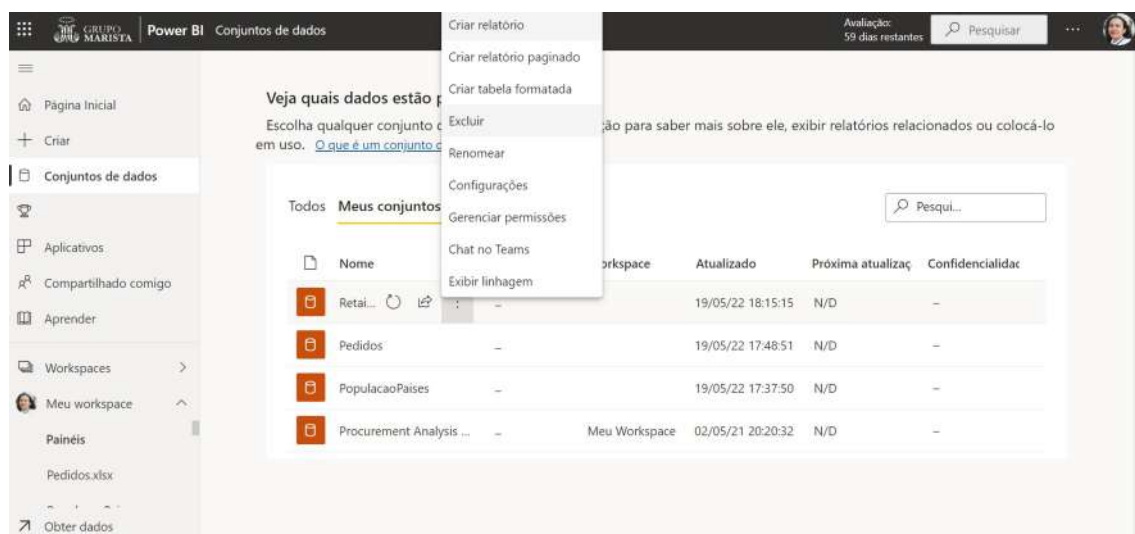 GRUPO
MARISTA
Power BI Conjuntos de dados
Avaliação:
59 dias restantes
Pesquisar
Criar relatório
Criar relatório paginado
Criar tabela formatada
Excluir
Renomear
Configurações
Gerenciar permissões
Chat no Teams
Exibir linhagem
Página Inicial
Criar
Conjuntos de dados
Aplicativos
Compartilhado comigo
Aprender
Workspaces
Meu workspace
Painéis
Pedidos.xlsx
Obter dados
Veja quais dados estão
Escolha qualquer conjunto ção para saber mais sobre ele, exibir relatórios relacionados ou colocá-lo
em uso. O que é um conjunto
Todos Meus conjuntos
Pesqui...
Nome orkspace Atualizado Próxima atualizaç Confidencialidac
Retai... – 19/05/22 18:15:15 N/D –
Pedidos – 19/05/22 17:48:51 N/D –
PopulacaoPaises – 19/05/22 17:37:50 N/D –
Procurement Analysis ... – Meu Workspace 02/05/21 20:20:32 N/D –